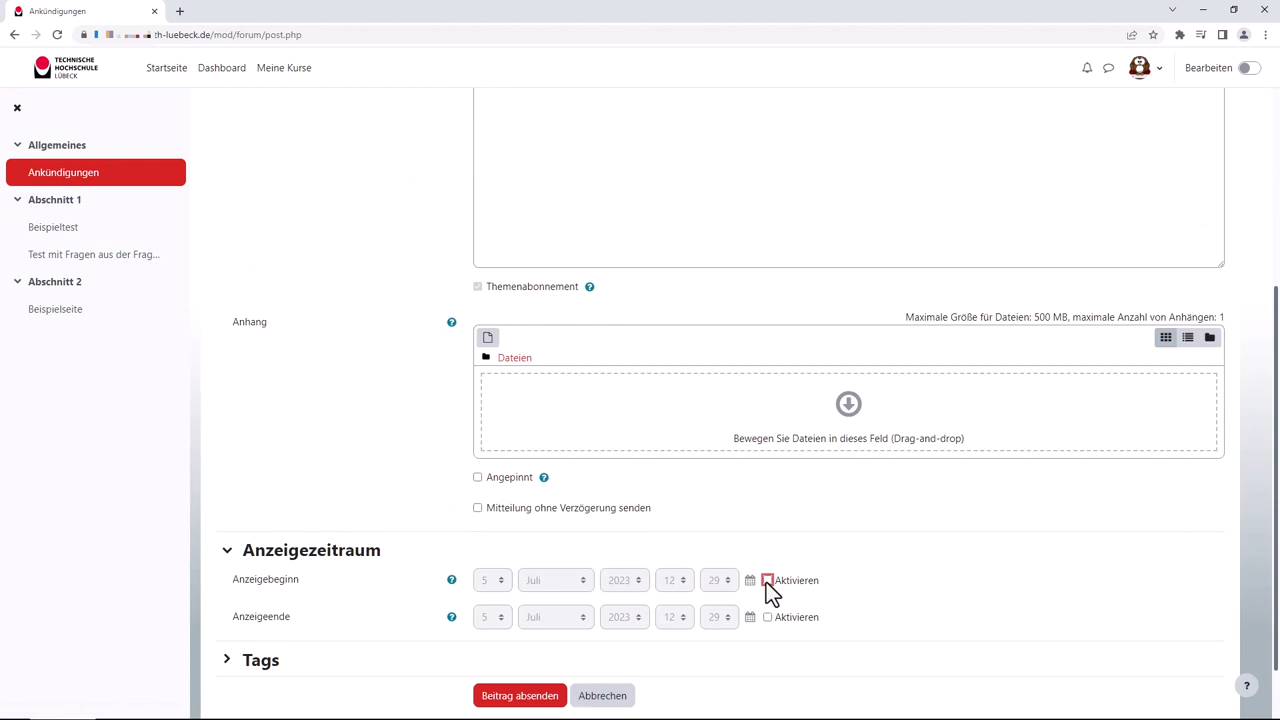 Ankündigungen
th-luebeck.de/mod/forum/post.php
TECHNISCHE
HOCHSCHULE
LÜBECK
Startseite Dashboard Meine Kurse
Bearbeiten
Allgemeines
Ankündigungen
Abschnitt 1
Beispieltest
Test mit Fragen aus der Frag...
Abschnitt 2
Beispielseite
Themenabonnement
Anhang
Maximale Größe für Dateien: 500 MB, maximale Anzahl von Anhängen: 1
Dateien
Bewegen Sie Dateien in dieses Feld (Drag-and-drop)
Angepinnt
Mitteilung ohne Verzögerung senden
Anzeigezeitraum
Anzeigebeginn 5 Juli 2023 12 29 Aktivieren
Anzeigeende 5 Juli 2023 12 29 Aktivieren
Tags
Beitrag absenden Abbrechen